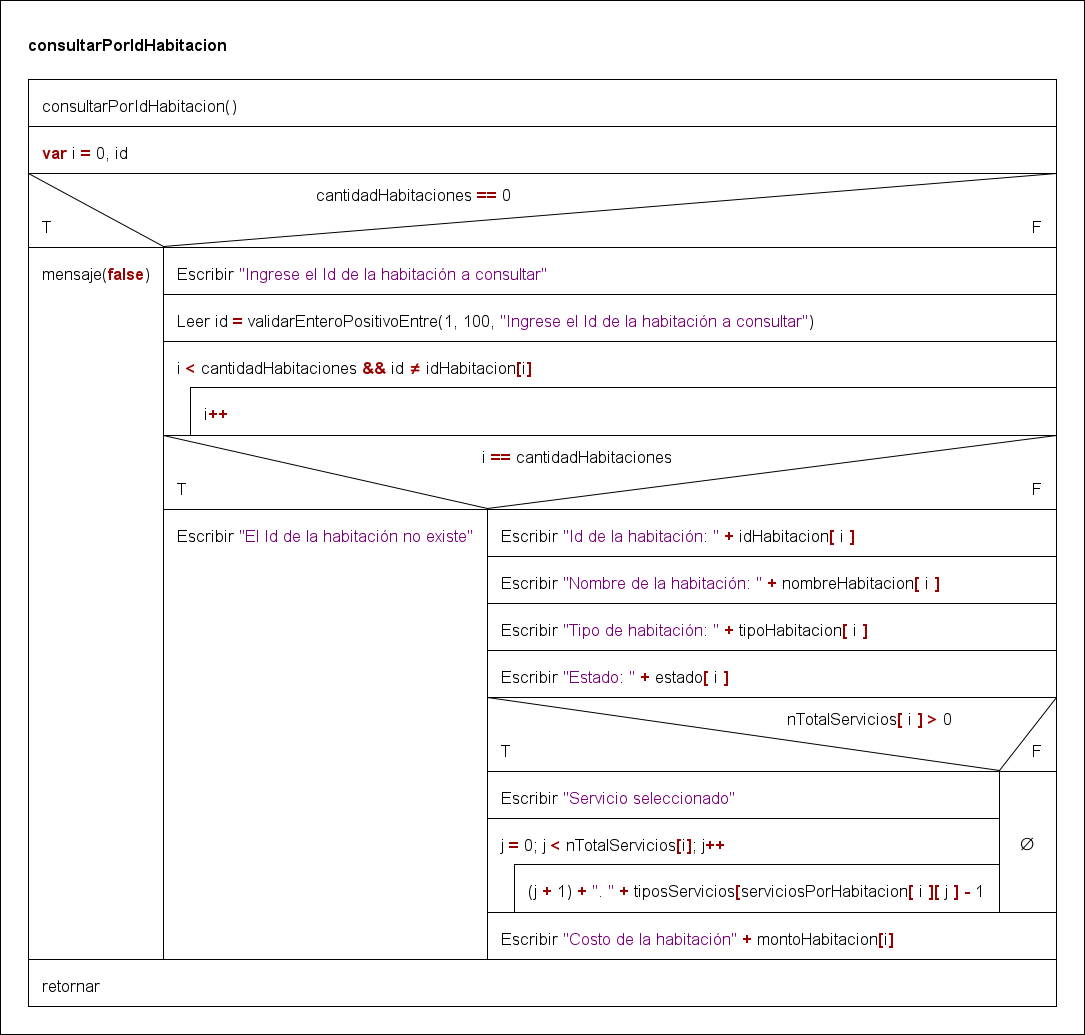 consultarPorIdHabitacion
consultarPorIdHabitacion()
var i = 0, id
cantidadHabitaciones == 0
T
F
mensaje(false)
Escribir "Ingrese el Id de la habitación a consultar"
Leer id = validarEnteroPositivoEntre(1, 100, "Ingrese el Id de la habitación a consultar")
i < cantidadHabitaciones && id ≠ idHabitacion[i]
i++
i == cantidadHabitaciones
T
F
Escribir "El Id de la habitación no existe"
Escribir "Id de la habitación: " + idHabitacion[ i ]
Escribir "Nombre de la habitación: " + nombreHabitacion[ i ]
Escribir "Tipo de habitación: " + tipoHabitacion[ i ]
Escribir "Estado: " + estado[ i ]
nTotalServicios[ i ] > 0
T
F
Escribir "Servicio seleccionado"
j = 0; j < nTotalServicios[i]; j++
∅
(j + 1) + ". " + tiposServicios[serviciosPorHabitacion[ i ][ j ] - 1
Escribir "Costo de la habitación" + montoHabitacion[i]
retornar